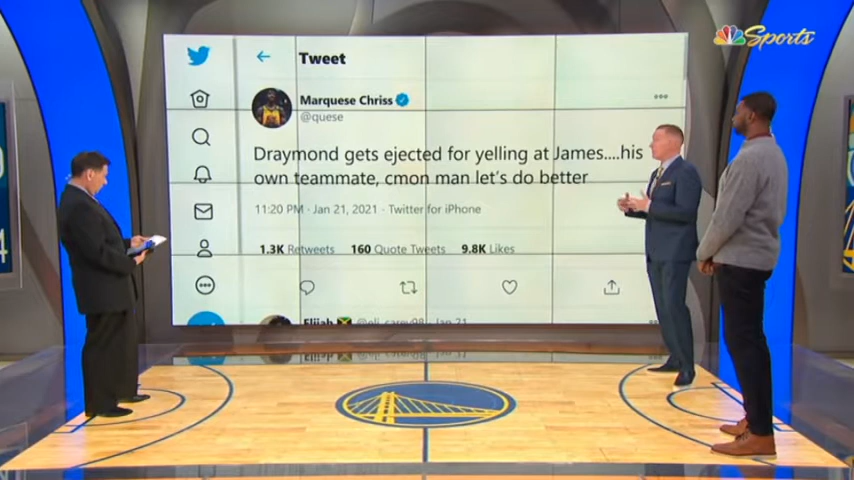 Sports
Tweet
Marquese Chriss
@quese
Draymond gets ejected for yelling at James....his
own teammate, cmon man let's do better
11:20 PM · Jan 21, 2021 · Twitter for iPhone
1.3K Retweets 160 Quote Tweets 9.8K Likes
Elijah